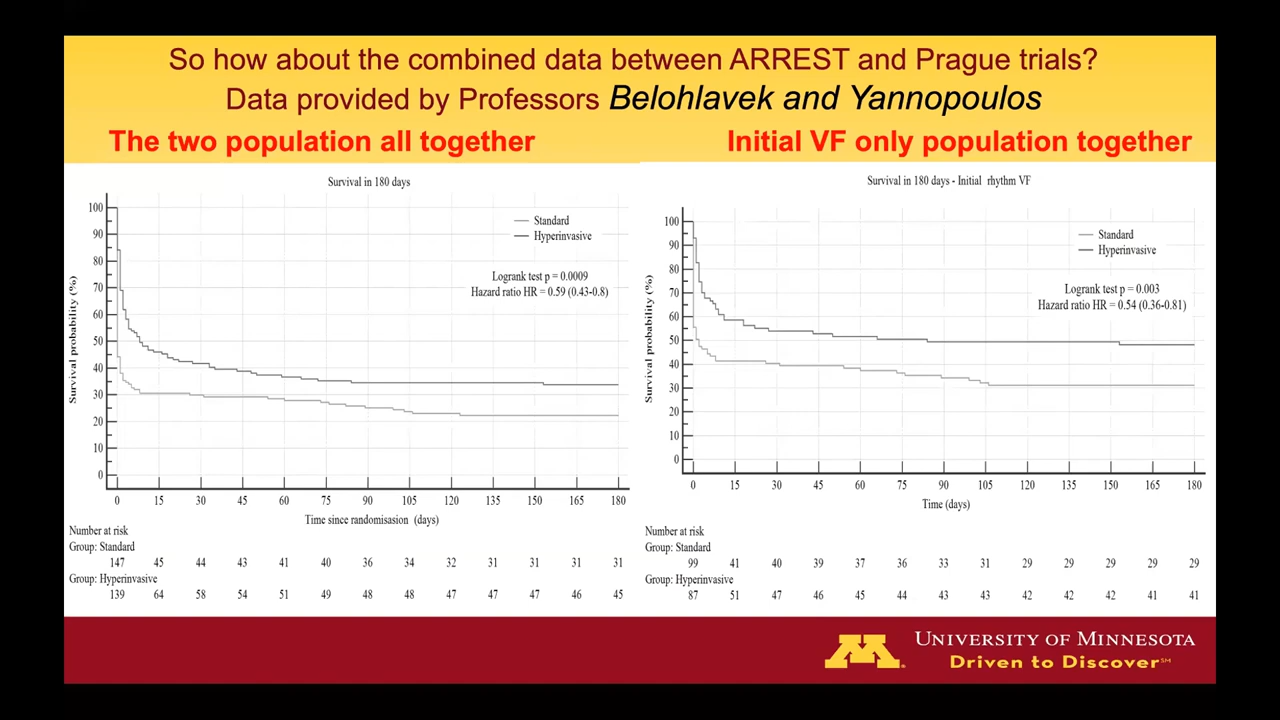 So how about the combined data between ARREST and Prague trials?
Data provided by Professors Belohlavek and Yannopoulos
The two population all together
Initial VF only population together
Survival in 180 days
Survival probability (%)
100
90
80
70
60
50
40
30
20
10
0
Standard
Hyperinvasive
Logrank test p = 0.0009
Hazard ratio HR = 0.59 (0.43-0.8)
0 15 30 45 60 75 90 105 120 135 150 165 180
Time since randomisasion (days)
Number at risk
Group: Standard
147 45 44 43 41 40 36 34 32 31 31 31 31
Group: Hyperinvasive
139 64 58 54 51 49 48 48 47 47 47 46 45
Survival in 180 days - Initial rhythm VF
Survival probability (%)
100
90
80
70
60
50
40
30
20
10
0
Standard
Hyperinvasive
Logrank test p = 0.003
Hazard ratio HR = 0.54 (0.36-0.81)
0 15 30 45 60 75 90 105 120 135 150 165 180
Time (days)
Number at risk
Group: Standard
99 41 40 39 37 36 33 31 29 29 29 29 29
Group: Hyperinvasive
87 51 47 46 45 44 43 43 42 42 42 41 41
M
UNIVERSITY OF MINNESOTA
Driven to Discover℠